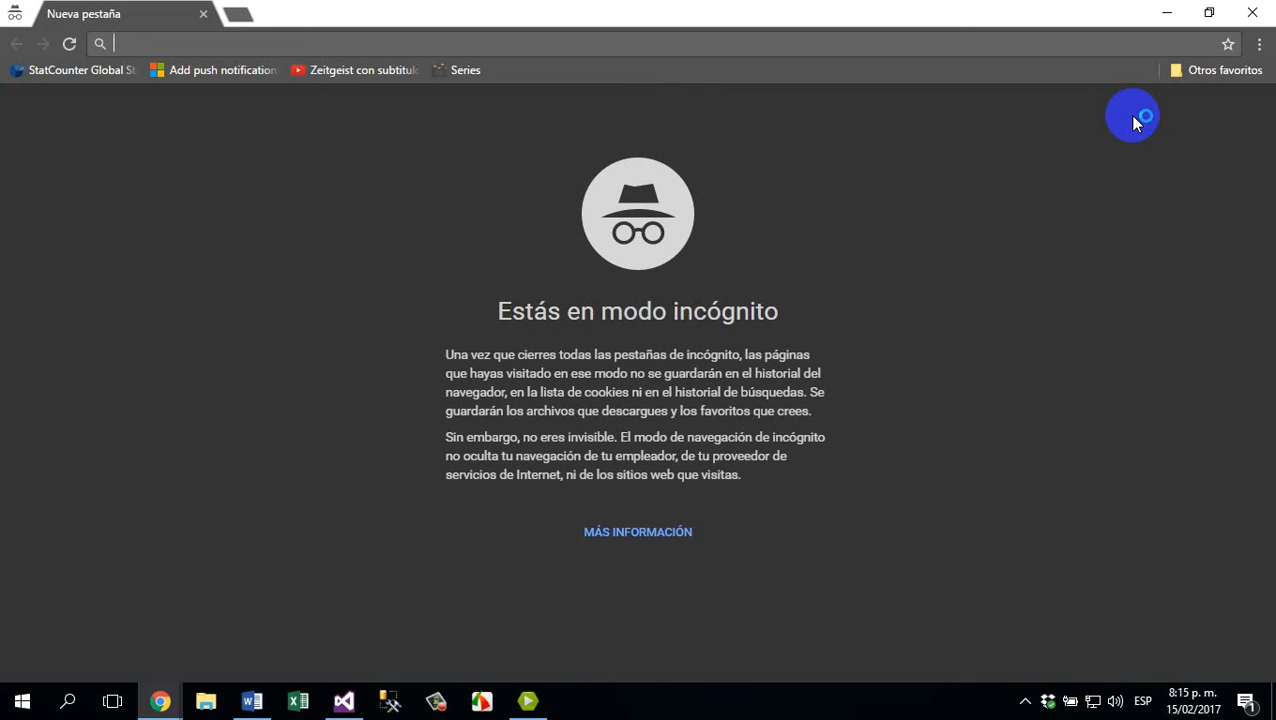 Nueva pestaña
StatCounter Global St
Add push notification
Zeitgeist con subtitulo
Series
Otros favoritos
Estás en modo incógnito
Una vez que cierres todas las pestañas de incógnito, las páginas
que hayas visitado en ese modo no se guardarán en el historial del
navegador, en la lista de cookies ni en el historial de búsquedas. Se
guardarán los archivos que descargues y los favoritos que crees.
Sin embargo, no eres invisible. El modo de navegación de incógnito
no oculta tu navegación de tu empleador, de tu proveedor de
servicios de Internet, ni de los sitios web que visitas.
MÁS INFORMACIÓN
ESP
8:15 p. m.
15/02/2017
1